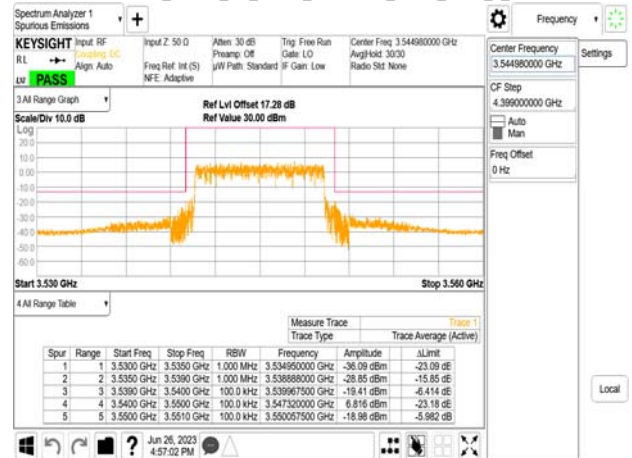 Spectrum Analyzer 1
Spurious Emissions
+
Frequency
KEYSIGHT
RL
LU PASS
Input: RF
Coupling: DC
Align: Auto
Input Z: 50 Ω
Freq Ref: Int (S)
NFE: Adaptive
Atten: 30 dB
Preamp: Off
µW Path: Standard
Trig: Free Run
Gate: LO
IF Gain: Low
Center Freq: 3.544980000 GHz
Avg|Hold: 30/30
Radio Std: None
Center Frequency
3.544980000 GHz
Settings
CF Step
4.399000000 GHz
Auto
Man
Freq Offset
0 Hz
3 All Range Graph
Scale/Div 10.0 dB
Ref Lvl Offset 17.28 dB
Ref Value 30.00 dBm
Log
20.0
10.0
0.00
-10.0
-20.0
-30.0
-40.0
-50.0
-60.0
Start 3.530 GHz
Stop 3.560 GHz
4 All Range Table
Measure Trace Trace 1
Trace Type Trace Average (Active)
Spur Range Start Freq Stop Freq RBW Frequency Amplitude ΔLimit
1 1 3.5300 GHz 3.5350 GHz 1.000 MHz 3.534950000 GHz -36.09 dBm -23.09 dB
2 2 3.5350 GHz 3.5390 GHz 1.000 MHz 3.538888000 GHz -28.85 dBm -15.85 dB
3 3 3.5390 GHz 3.5400 GHz 100.0 kHz 3.539967500 GHz -19.41 dBm -6.414 dB
4 4 3.5400 GHz 3.5500 GHz 100.0 kHz 3.547320000 GHz 6.816 dBm -23.18 dB
5 5 3.5500 GHz 3.5510 GHz 100.0 kHz 3.550057500 GHz -18.98 dBm -5.982 dB
Local
?
Jun 26, 2023
4:57:02 PM